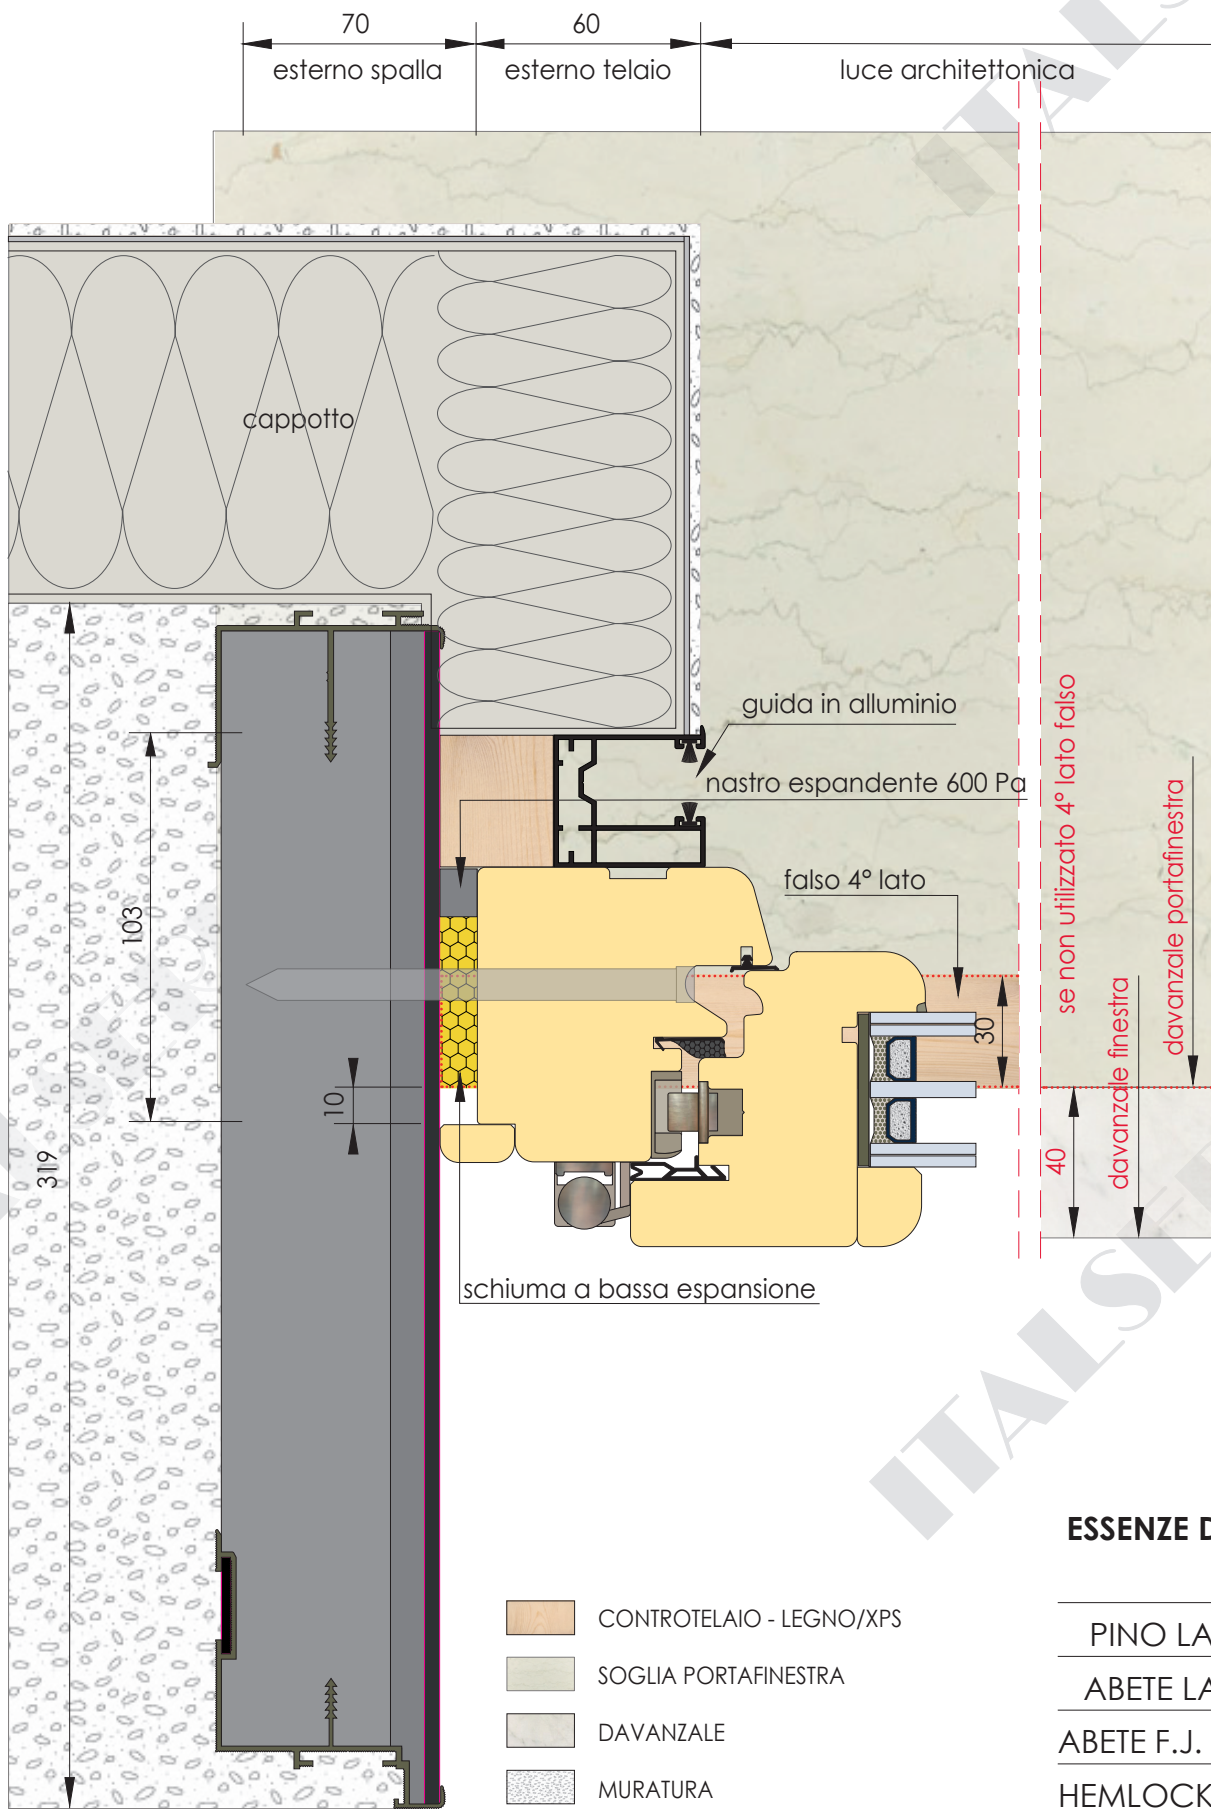 70
60
esterno spalla
esterno telaio
luce architettonica
cappotto
guida in alluminio
nastro espandente 600 Pa
falso 4° lato
se non utilizzato 4° lato falso
davanzale portafinestra
davanzale finestra
103
30
10
40
319
schiuma a bassa espansione
ESSENZE D
CONTROTELAIO - LEGNO/XPS
SOGLIA PORTAFINESTRA
DAVANZALE
MURATURA
PINO LA
ABETE LA
ABETE F.J.
HEMLOCK
ITALS
ITALSE